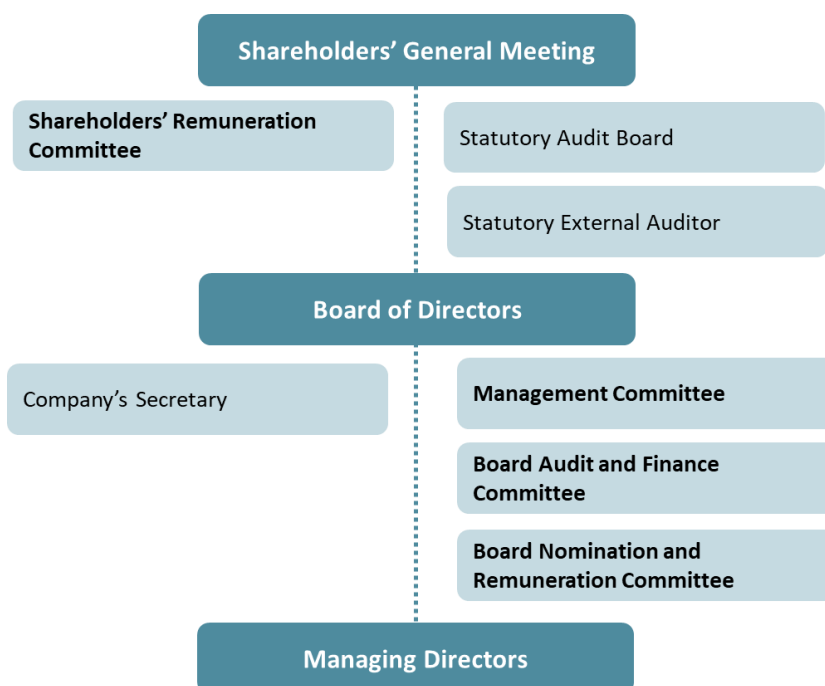 Shareholders’ General Meeting
Shareholders’ Remuneration
Committee
Statutory Audit Board
Statutory External Auditor
Board of Directors
Company’s Secretary
Management Committee
Board Audit and Finance
Committee
Board Nomination and
Remuneration Committee
Managing Directors